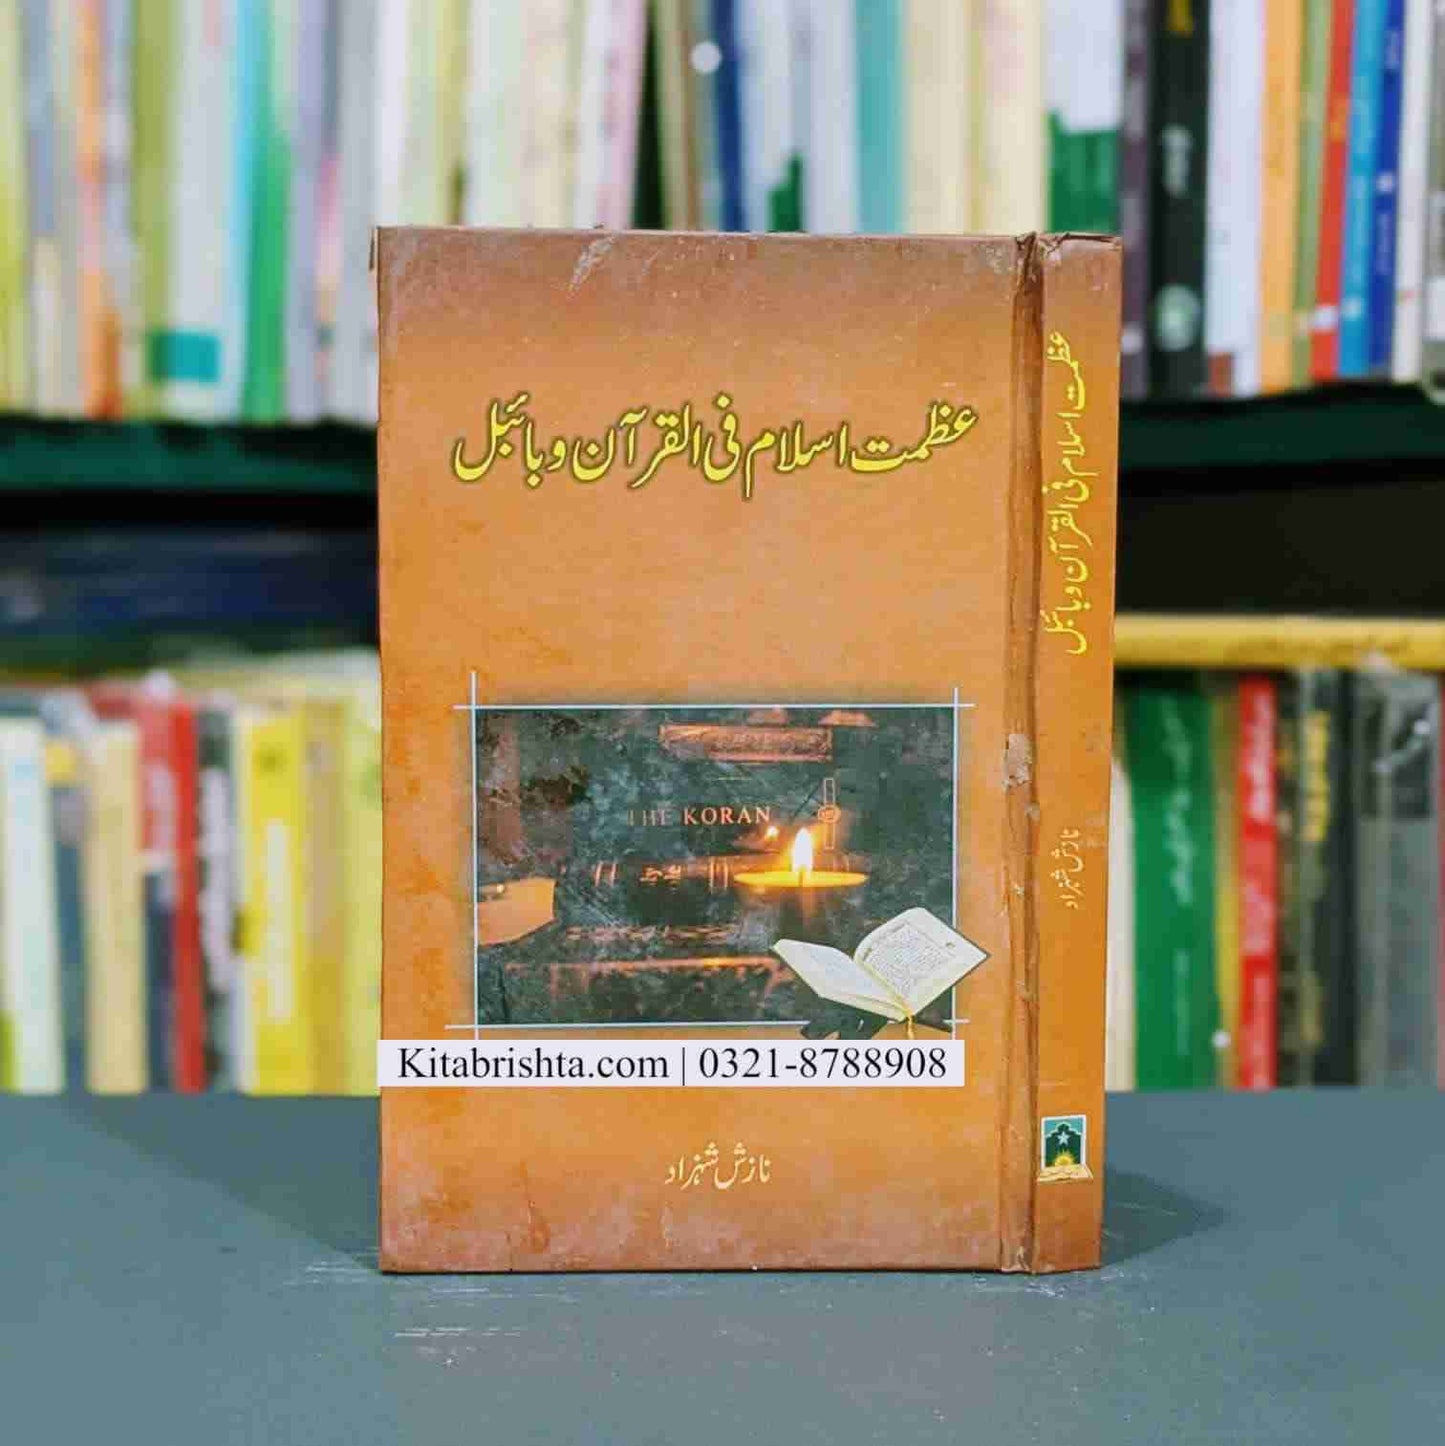 عظمت اسلام فی القرآن و بائبل
THE KORAN
Kitabrishta.com | 0321-8788908
نازش شہزاد
عظمت اسلام فی القرآن و بائبل
نازش شہزاد